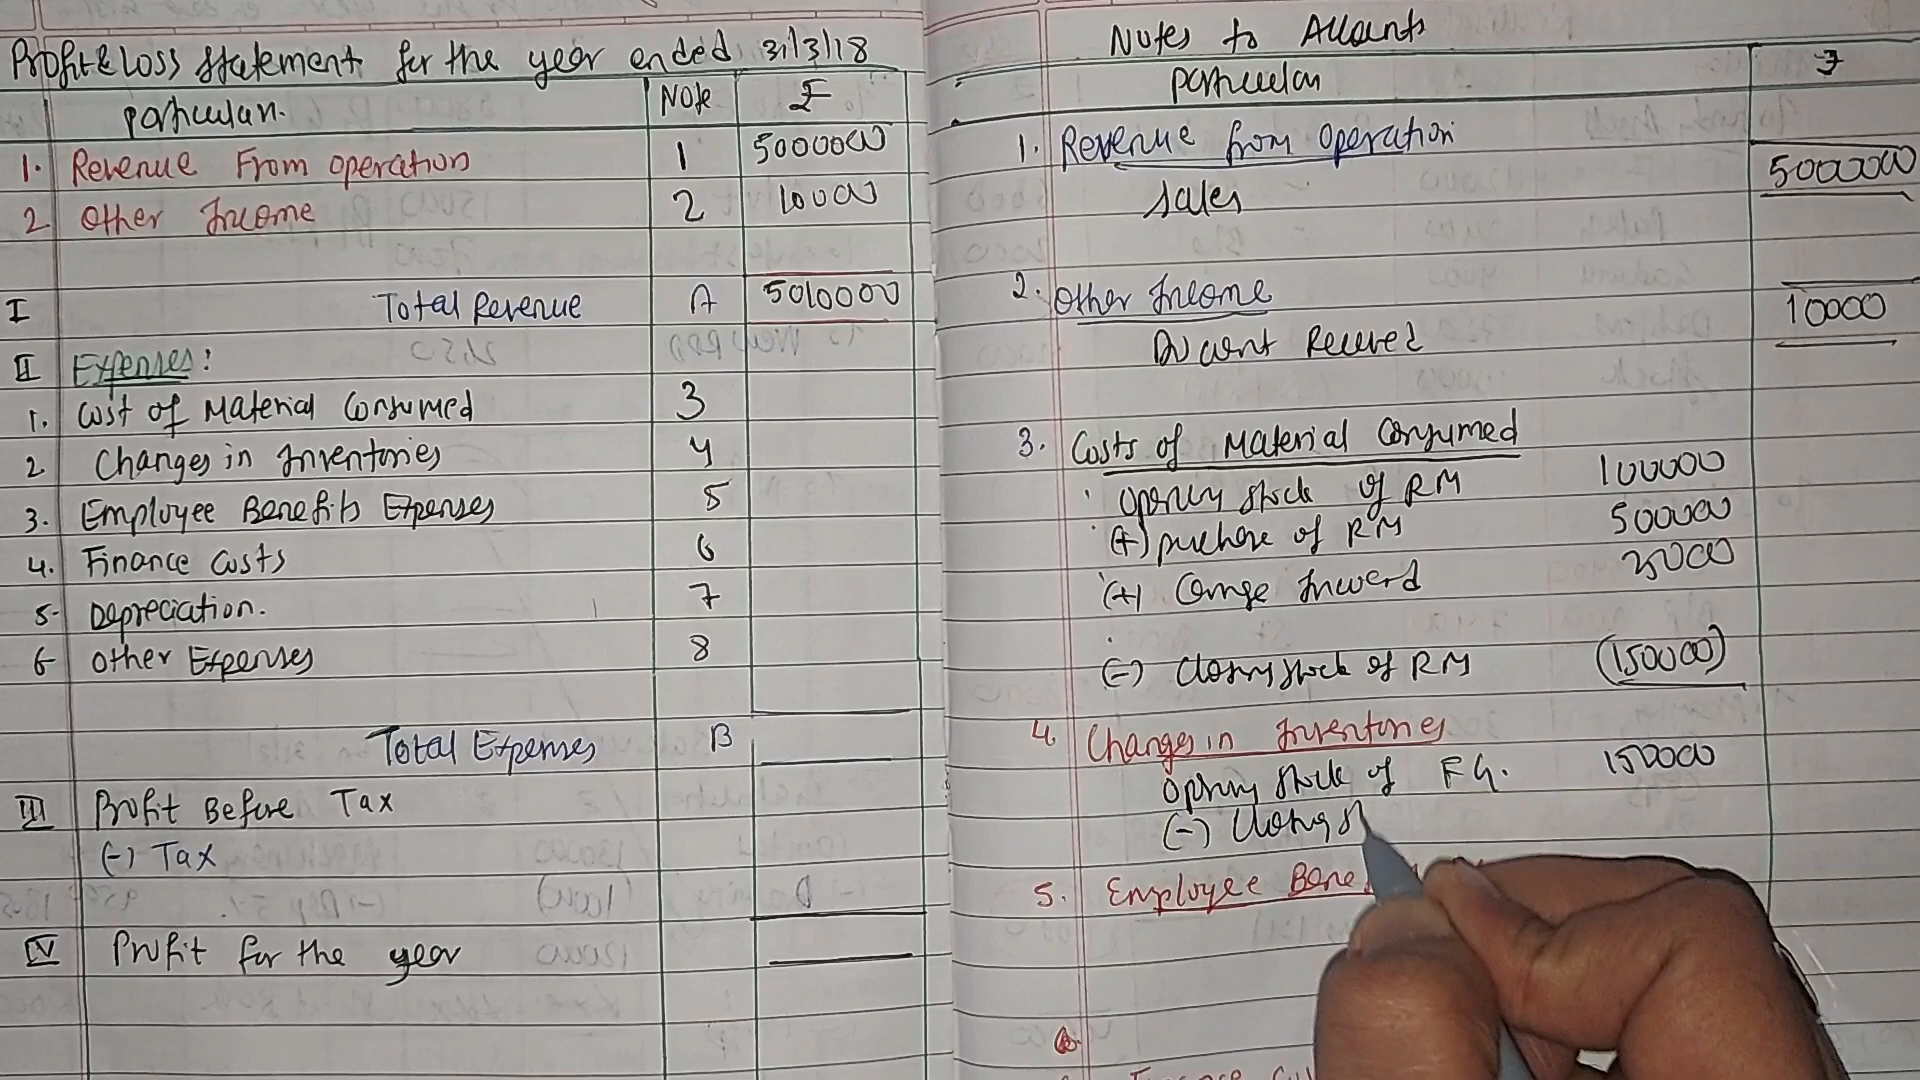 Profit & Loss Statement for the year ended 31/3/18
Particulars. Note ₹
1. Revenue From operation 1 5000000
2 Other Income 2 10000
I Total Revenue A 5010000
II Expenses:
1. Cost of Material Consumed 3
2 Changes in Inventories 4
3. Employee Benefits Expenses 5
4. Finance Costs 6
5- Depreciation. 7
6- Other Expenses 8
Total Expenses B
III Profit Before Tax
(-) Tax
IV Profit for the year
Notes to Accounts
Particulars ₹
1. Revenue from Operation
Sales 5000000
2. Other Income
Discount Received 10000
3. Costs of Material Consumed
Opening Stock of RM 100000
(+) purchase of RM 500000
(+) Carriage Inward
(-) Closing Stock of RM (150000)
4. Changes in Inventories
Opening Stock of F.G. 150000
(-) Closing S
5. Employee Bene